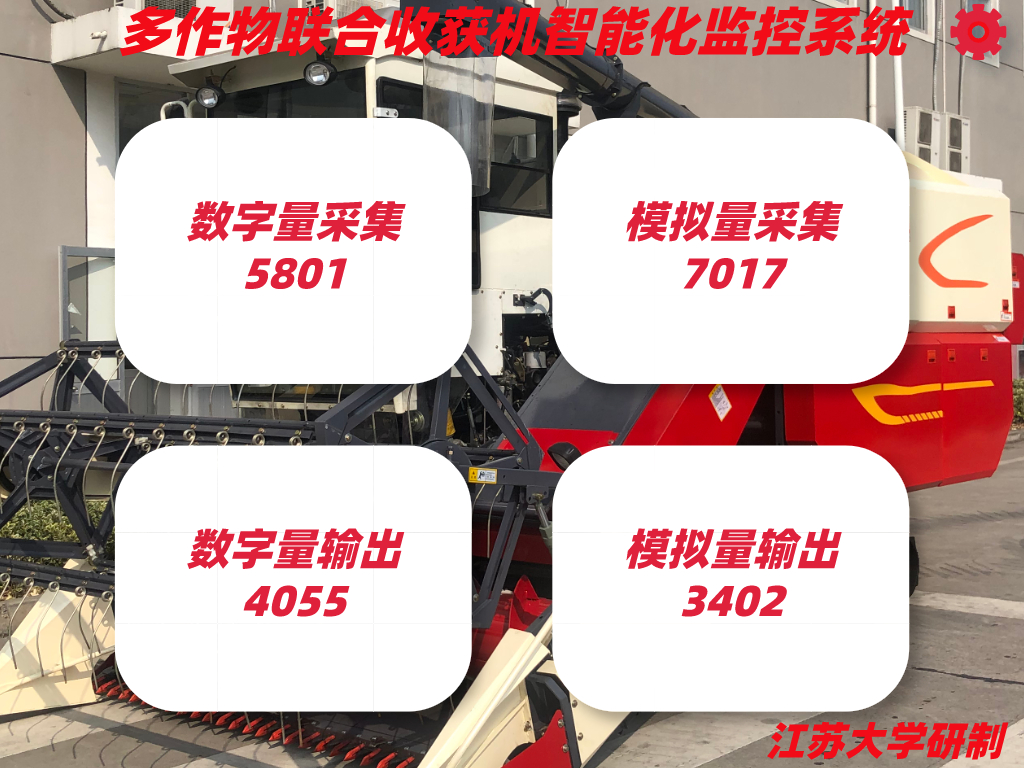 多作物联合收获机智能化监控系统
数字量采集
5801
模拟量采集
7017
数字量输出
4055
模拟量输出
3402
江苏大学研制